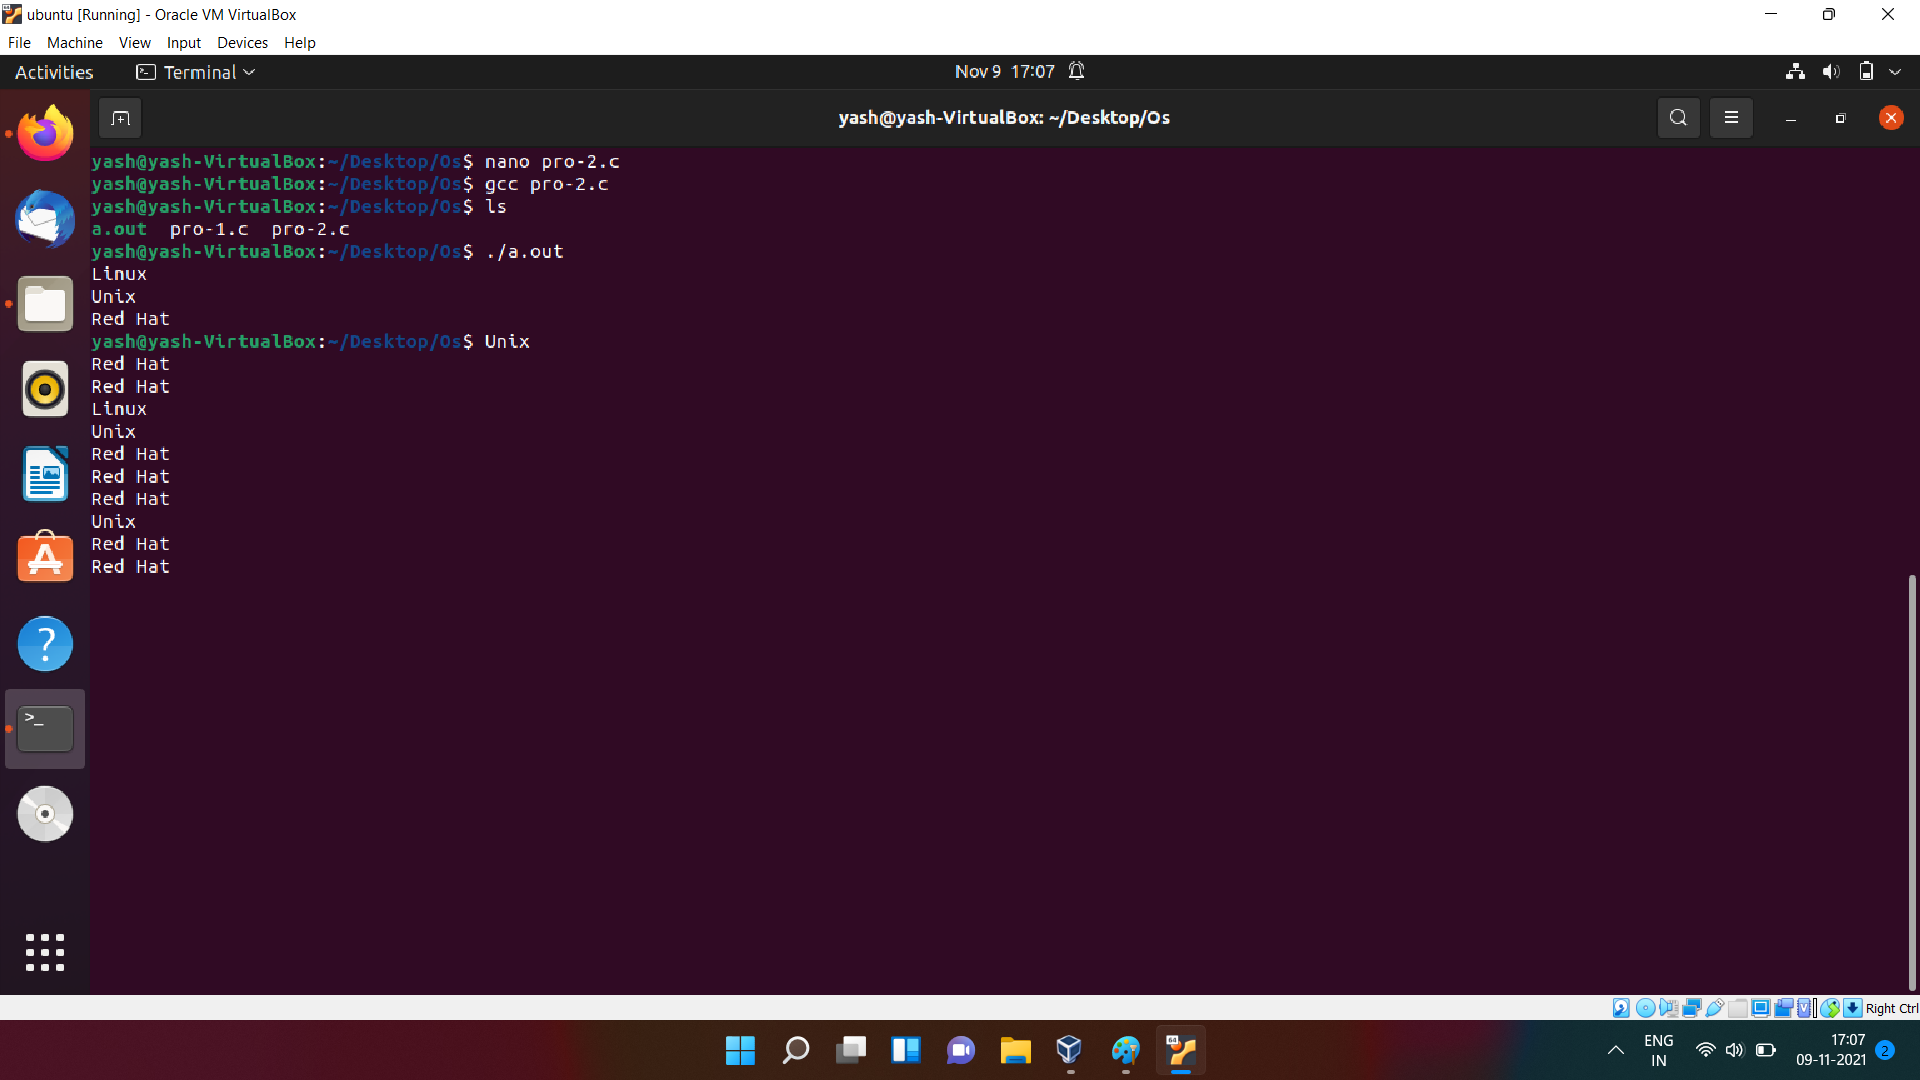 ubuntu [Running] - Oracle VM VirtualBox
File Machine View Input Devices Help
Activities Terminal Nov 9 17:07
yash@yash-VirtualBox: ~/Desktop/Os
yash@yash-VirtualBox:~/Desktop/Os$ nano pro-2.c
yash@yash-VirtualBox:~/Desktop/Os$ gcc pro-2.c
yash@yash-VirtualBox:~/Desktop/Os$ ls
a.out pro-1.c pro-2.c
yash@yash-VirtualBox:~/Desktop/Os$ ./a.out
Linux
Unix
Red Hat
yash@yash-VirtualBox:~/Desktop/Os$ Unix
Red Hat
Red Hat
Linux
Unix
Red Hat
Red Hat
Red Hat
Unix
Red Hat
Red Hat
Right Ctrl
64
ENG
IN
17:07
09-11-2021
2